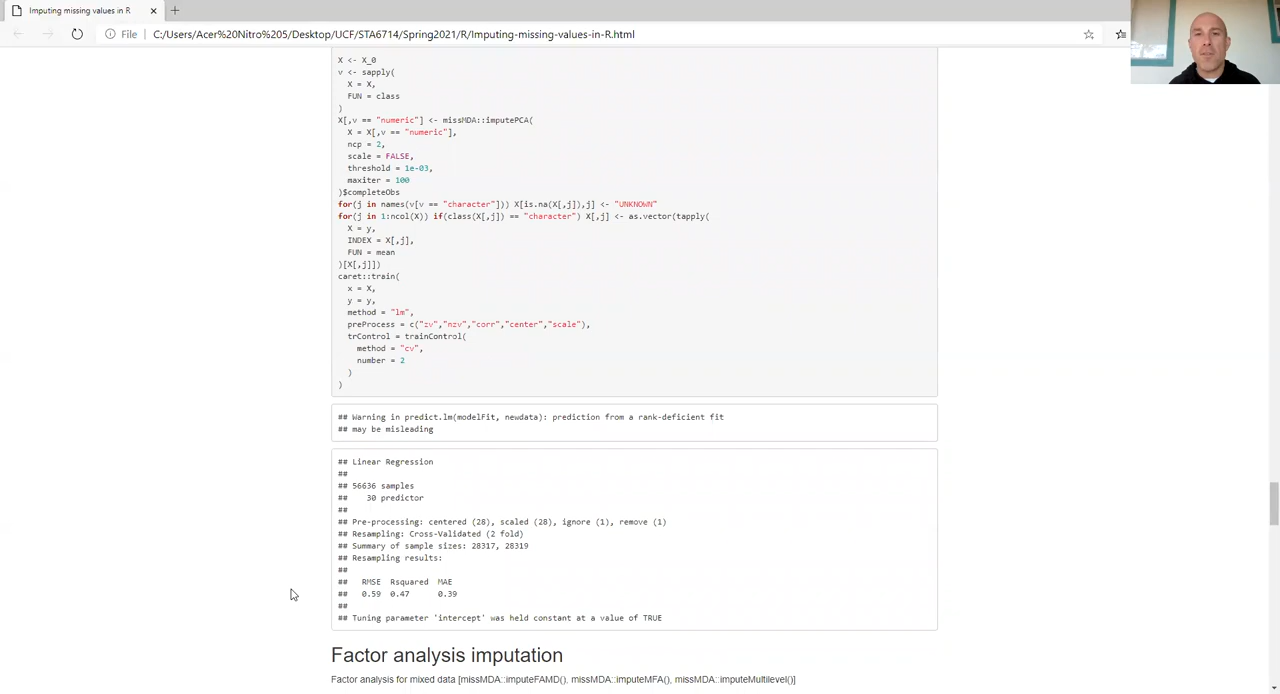 Imputing missing values in R
File
C:/Users/Acer%20Nitro%205/Desktop/UCF/STA6714/Spring2021/R/Imputing-missing-values-in-R.html
X <- X_0
v <- sapply(
X = X,
FUN = class
)
X[,v == "numeric"] <- missMDA::imputePCA(
X = X[,v == "numeric"],
ncp = 2,
scale = FALSE,
threshold = 1e-03,
maxiter = 100
)$completeObs
for(j in names(v[v == "character"])) X[is.na(X[,j]),j] <- "UNKNOWN"
for(j in 1:ncol(X)) if(class(X[,j]) == "character") X[,j] <- as.vector(tapply(
X = y,
INDEX = X[,j],
FUN = mean
)[X[,j]])
caret::train(
x = X,
y = y,
method = "lm",
preProcess = c("zv","nzv","corr","center","scale"),
trControl = trainControl(
method = "cv",
number = 2
)
)
## Warning in predict.lm(modelFit, newdata): prediction from a rank-deficient fit
## may be misleading
## Linear Regression
##
## 56636 samples
## 30 predictor
##
## Pre-processing: centered (28), scaled (28), ignore (1), remove (1)
## Resampling: Cross-Validated (2 fold)
## Summary of sample sizes: 28317, 28319
## Resampling results:
##
## RMSE Rsquared MAE
## 0.59 0.47 0.39
##
## Tuning parameter 'intercept' was held constant at a value of TRUE
Factor analysis imputation
Factor analysis for mixed data [missMDA::imputeFAMD(), missMDA::imputeMFA(), missMDA::imputeMultilevel()]